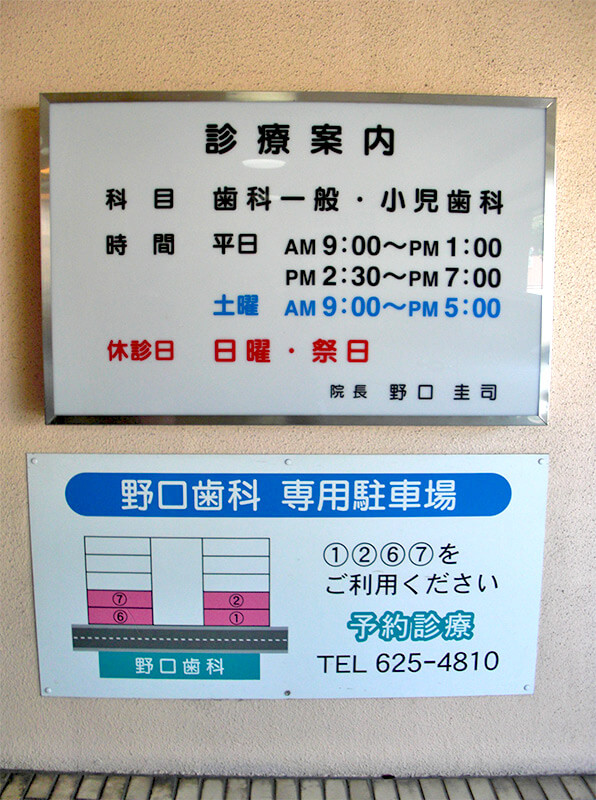 診療案内
科目 歯科一般・小児歯科
時間 平日 AM 9:00〜PM 1:00
PM 2:30〜PM 7:00
土曜 AM 9:00〜PM 5:00
休診日 日曜・祭日
院長 野口 圭司
野口歯科 専用駐車場
⑦ ②
⑥ ①
野口歯科
①②⑥⑦を
ご利用ください
予約診療
TEL 625-4810